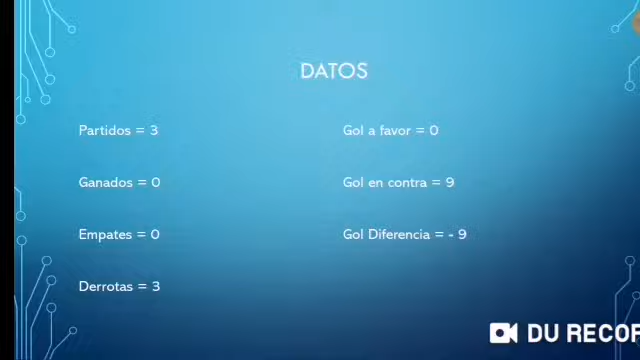 DATOS
Partidos = 3
Ganados = 0
Empates = 0
Derrotas = 3
Gol a favor = 0
Gol en contra = 9
Gol Diferencia = - 9
DU RECOR